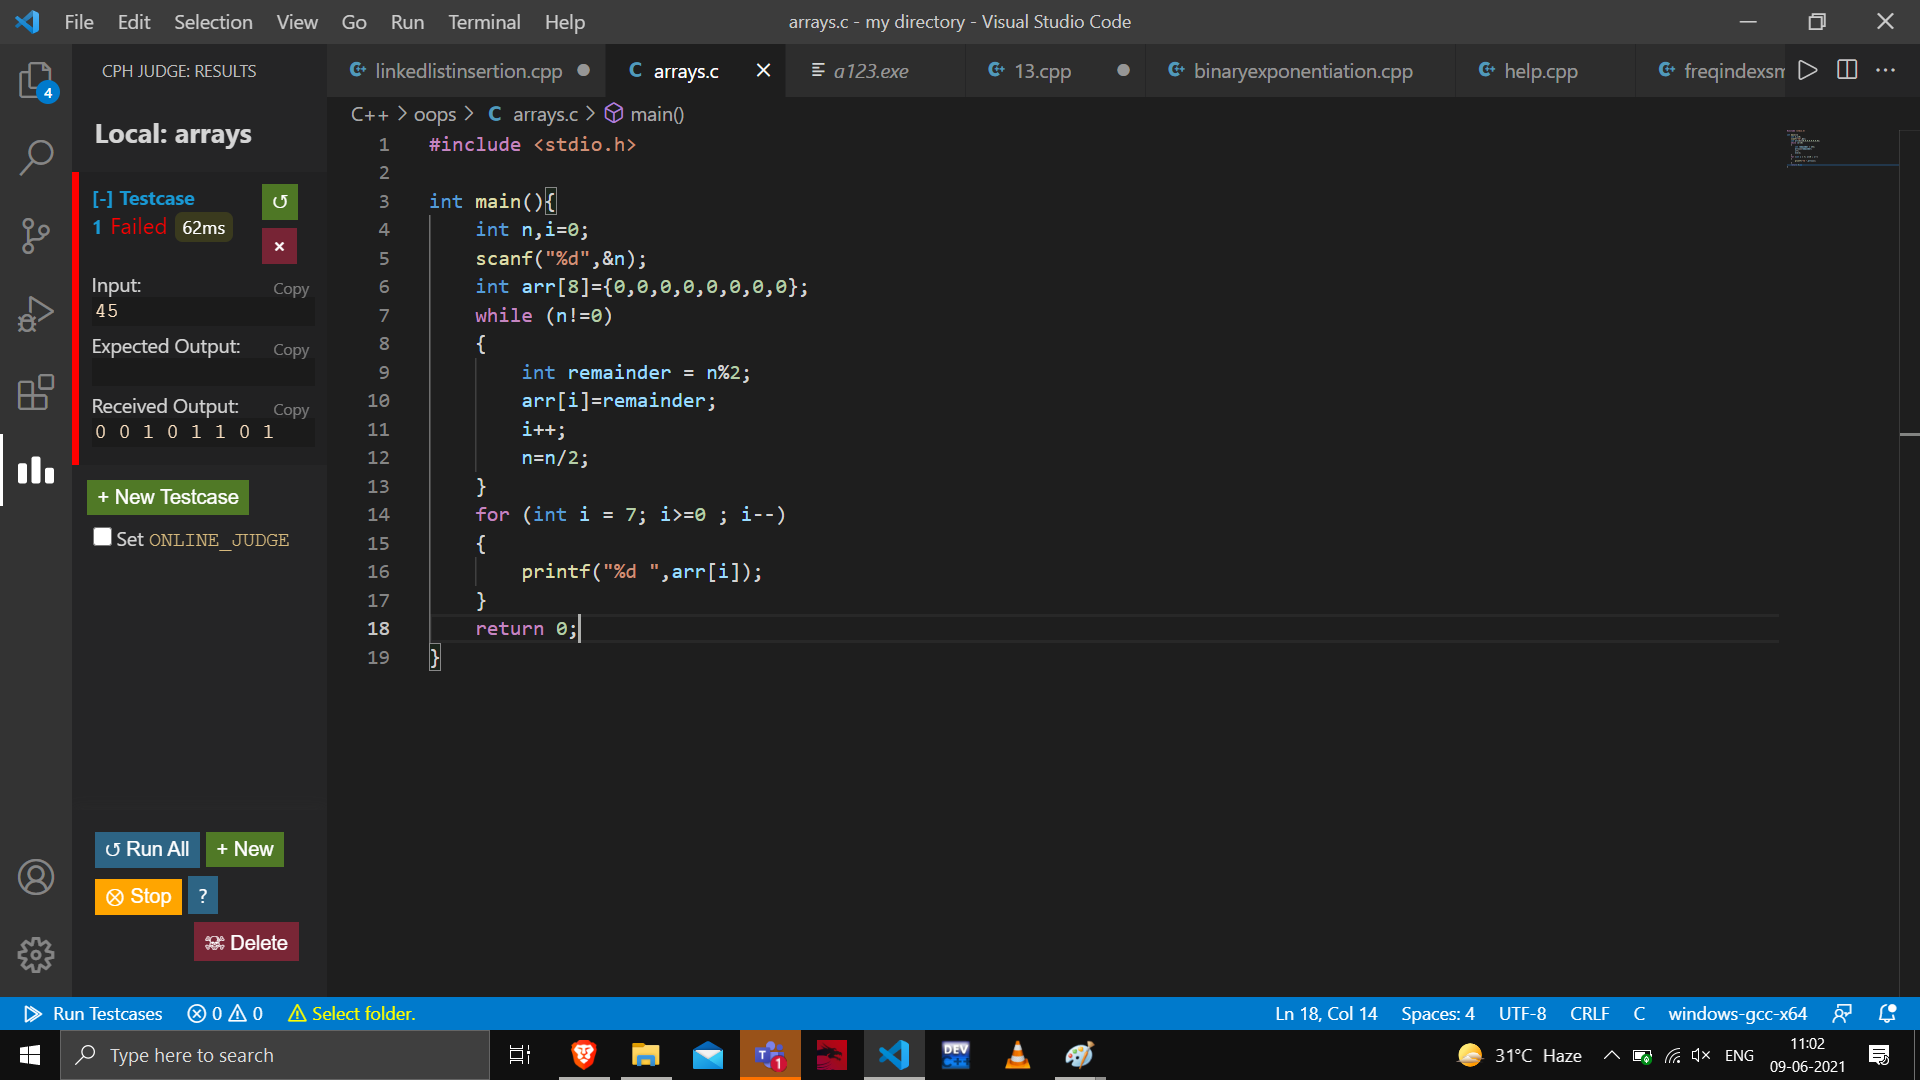 File Edit Selection View Go Run Terminal Help
arrays.c - my directory - Visual Studio Code
4
CPH JUDGE: RESULTS
Local: arrays
[-] Testcase
1 Failed 62ms
Input:
Copy
45
Expected Output:
Copy
Received Output:
Copy
0 0 1 0 1 1 0 1
+ New Testcase
Set ONLINE_JUDGE
Run All
+ New
Stop
?
Delete
linkedlistinsertion.cpp
C arrays.c
a123.exe
13.cpp
binaryexponentiation.cpp
help.cpp
freqindexsm
C++ > oops > C arrays.c > main()
1 #include <stdio.h>
2
3 int main(){
4     int n,i=0;
5     scanf("%d",&n);
6     int arr[8]={0,0,0,0,0,0,0,0};
7     while (n!=0)
8     {
9         int remainder = n%2;
10         arr[i]=remainder;
11         i++;
12         n=n/2;
13     }
14     for (int i = 7; i>=0 ; i--)
15     {
16         printf("%d ",arr[i]);
17     }
18     return 0;
19 }
Run Testcases 0 0 Select folder.
Ln 18, Col 14 Spaces: 4 UTF-8 CRLF C windows-gcc-x64
Type here to search
T 1
DEV C++
31°C Haze
ENG
11:02
09-06-2021